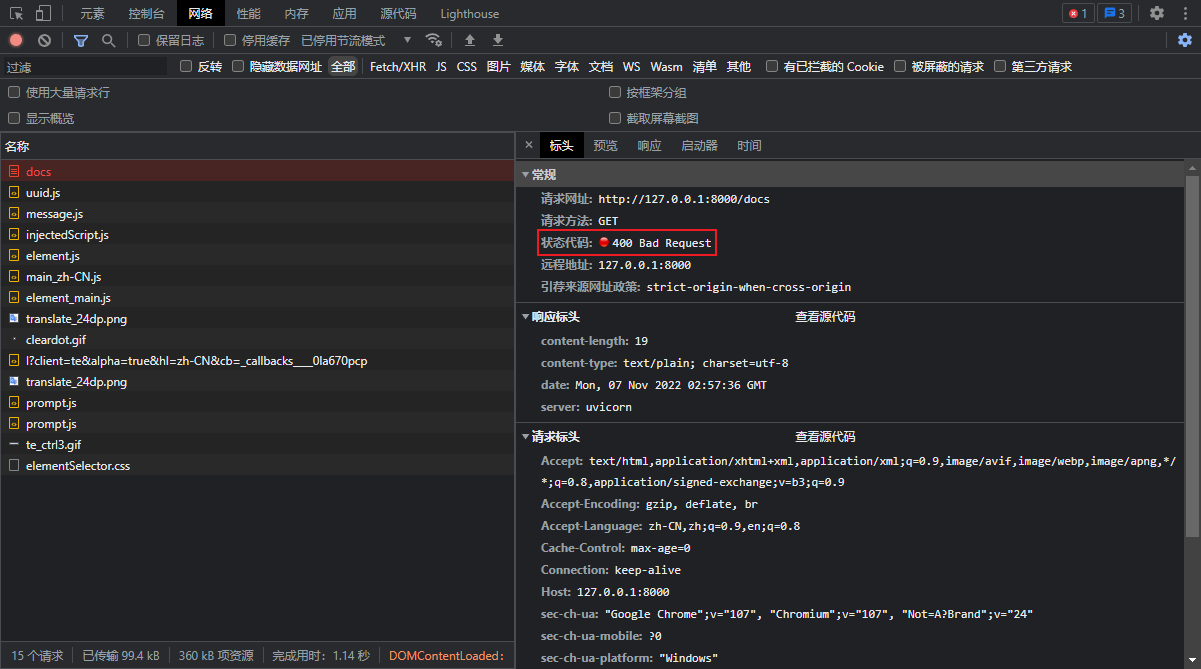 元素 控制台 网络 性能 内存 应用 源代码 Lighthouse 1 3
保留日志 停用缓存 已停用节流模式
过滤 反转 隐藏数据网址 全部 Fetch/XHR JS CSS 图片 媒体 字体 文档 WS Wasm 清单 其他 有已拦截的 Cookie 被屏蔽的请求 第三方请求
使用大量请求行 按框架分组
显示概览 截取屏幕截图
名称
docs
uuid.js
message.js
injectedScript.js
element.js
main_zh-CN.js
element_main.js
translate_24dp.png
cleardot.gif
l?client=te&alpha=true&hl=zh-CN&cb=_callbacks____0la670pcp
translate_24dp.png
prompt.js
prompt.js
te_ctrl3.gif
elementSelector.css
15 个请求 已传输 99.4 kB 360 kB 项资源 完成用时：1.14 秒 DOMContentLoaded:
× 标头 预览 响应 启动器 时间
常规
请求网址: http://127.0.0.1:8000/docs
请求方法: GET
状态代码: 400 Bad Request
远程地址: 127.0.0.1:8000
引荐来源网址政策: strict-origin-when-cross-origin
响应标头 查看源代码
content-length: 19
content-type: text/plain; charset=utf-8
date: Mon, 07 Nov 2022 02:57:36 GMT
server: uvicorn
请求标头 查看源代码
Accept: text/html,application/xhtml+xml,application/xml;q=0.9,image/avif,image/webp,image/apng,*/
*;q=0.8,application/signed-exchange;v=b3;q=0.9
Accept-Encoding: gzip, deflate, br
Accept-Language: zh-CN,zh;q=0.9,en;q=0.8
Cache-Control: max-age=0
Connection: keep-alive
Host: 127.0.0.1:8000
sec-ch-ua: "Google Chrome";v="107", "Chromium";v="107", "Not=A?Brand";v="24"
sec-ch-ua-mobile: ?0
sec-ch-ua-platform: "Windows"